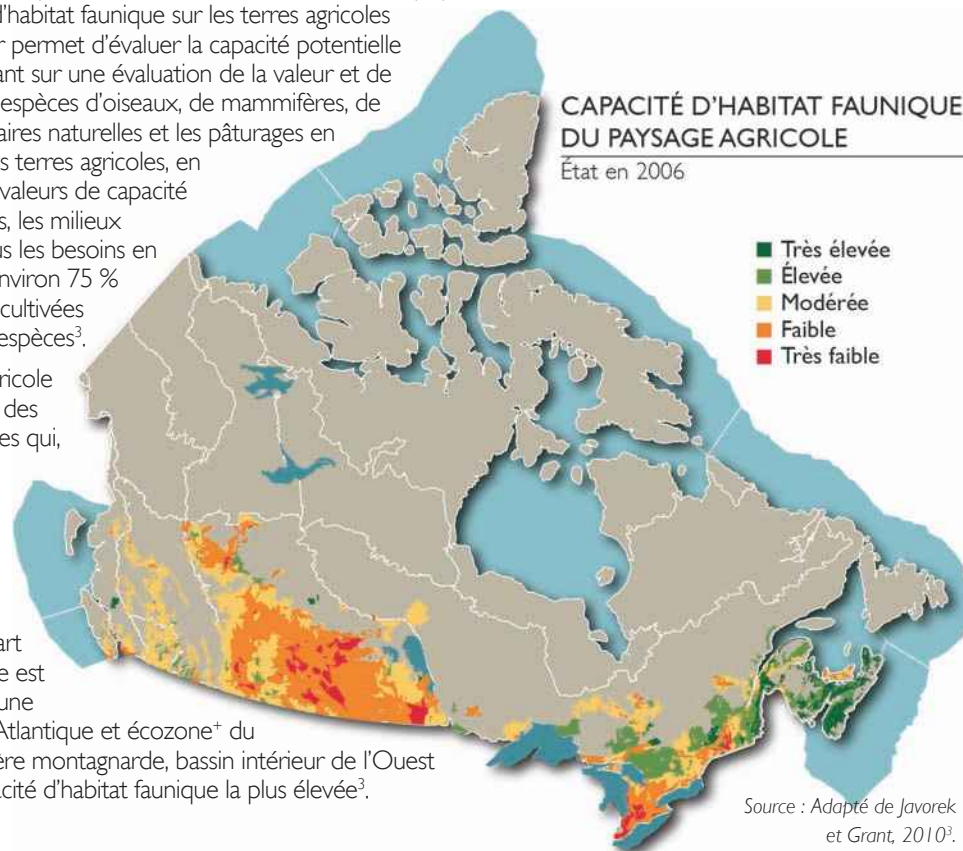 d'habitat faunique sur les terres agricoles
permet d'évaluer la capacité potentielle
ant sur une évaluation de la valeur et de
espèces d'oiseaux, de mammifères, de
aires naturelles et les pâturages en
s terres agricoles, en
valeurs de capacité
s, les milieux
us les besoins en
environ 75 %
cultivées
espèces³.
ricole
des
es qui,
art
e est
une
Atlantique et écozone⁺ du
ère montagnarde, bassin intérieur de l'Ouest
acité d'habitat faunique la plus élevée³.
CAPACITÉ D'HABITAT FAUNIQUE
DU PAYSAGE AGRICOLE
État en 2006
Très élevée
Élevée
Modérée
Faible
Très faible
Source : Adapté de Javorek
et Grant, 2010³.